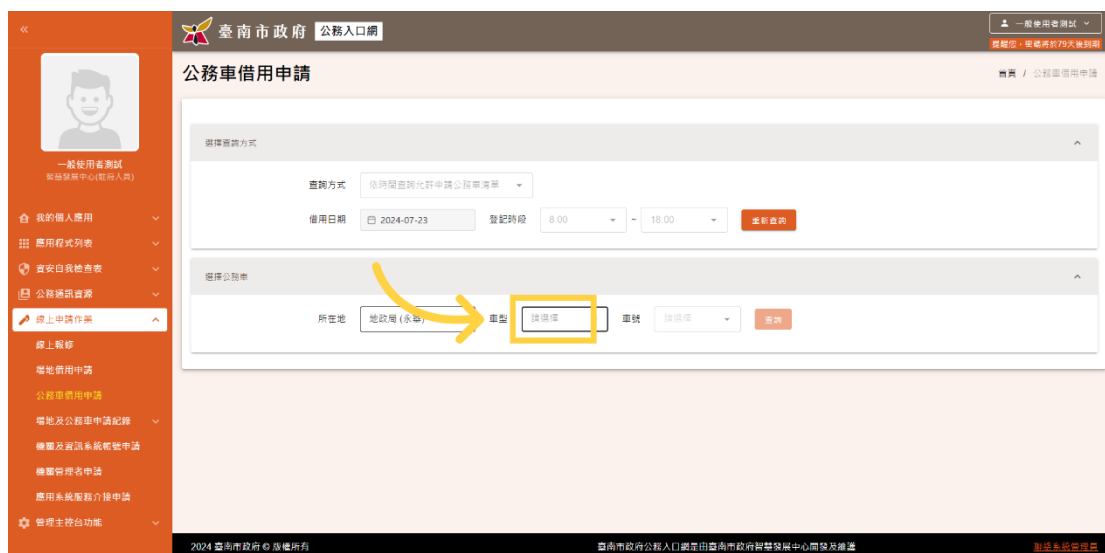 «
臺南市政府 公務入口網
一般使用者測試
提醒您，密碼將於79天後到期
公務車借用申請
首頁 / 公務車借用申請
一般使用者測試
智慧發展中心(駐府人員)
我的個人應用
應用程式列表
資安自我檢查表
公務通訊資源
線上申請作業
線上報修
場地借用申請
公務車借用申請
場地及公務車申請紀錄
機關及資訊系統帳號申請
機關管理者申請
應用系統服務介接申請
管理主控台功能
選擇查詢方式
查詢方式 依時間查詢允許申請公務車清單
借用日期 2024-07-23 登記時段 8:00 ~ 18:00 重新查詢
選擇公務車
所在地 地政局 (永華) 車型 請選擇 車號 請選擇 查詢
2024 臺南市政府 © 版權所有
臺南市政府公務入口網是由臺南市政府智慧發展中心開發及維護
聯絡系統管理員